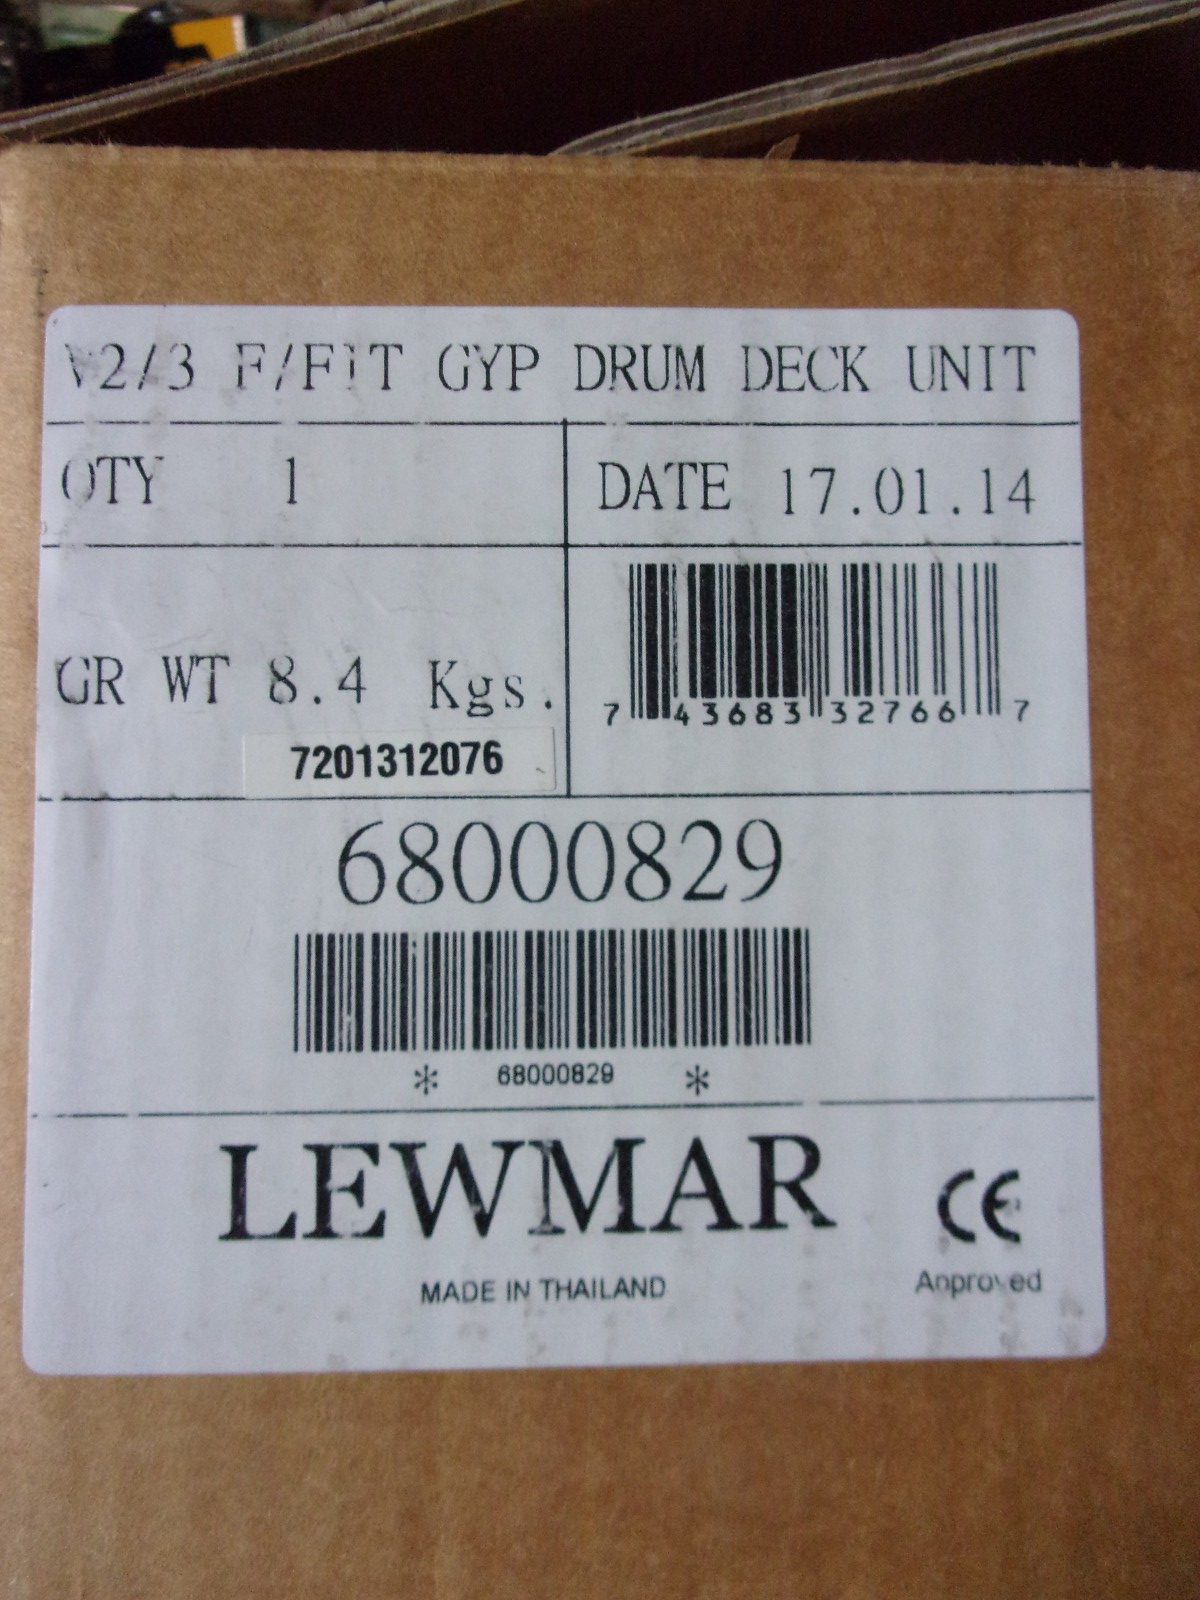 V2/3 F/FIT GYP DRUM DECK UNIT
QTY 1
DATE 17.01.14
GR WT 8.4 Kgs.
7 43683 32766 7
7201312076
68000829
* 68000829 *
LEWMAR
CE
MADE IN THAILAND
Approved